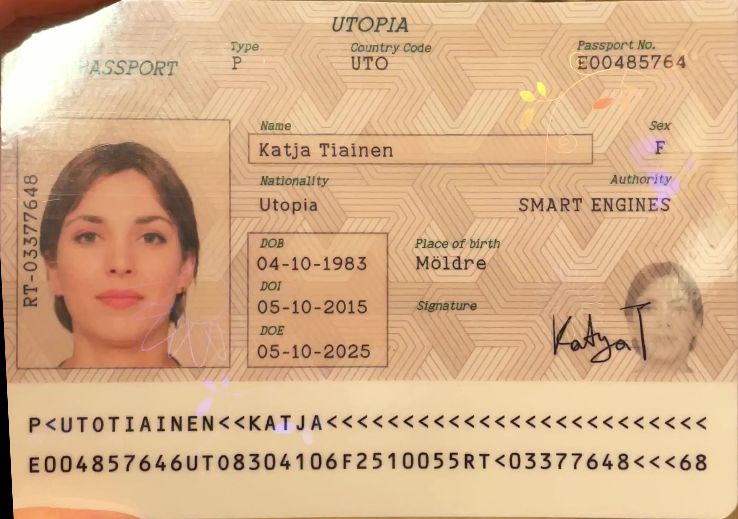 UTOPIA
PASSPORT
Type
P
Country Code
UTO
Passport No.
E00485764
Name
Katja Tiainen
Sex
F
Nationality
Utopia
Authority
SMART ENGINES
RT-03377648
DOB
04-10-1983
DOI
05-10-2015
DOE
05-10-2025
Place of birth
Möldre
Signature
Katya T
P<UTOTIAINEN<<KATJA<<<<<<<<<<<<<<<<<<<<<<<<<
E004857646UTO8304106F2510055RT<03377648<<<68